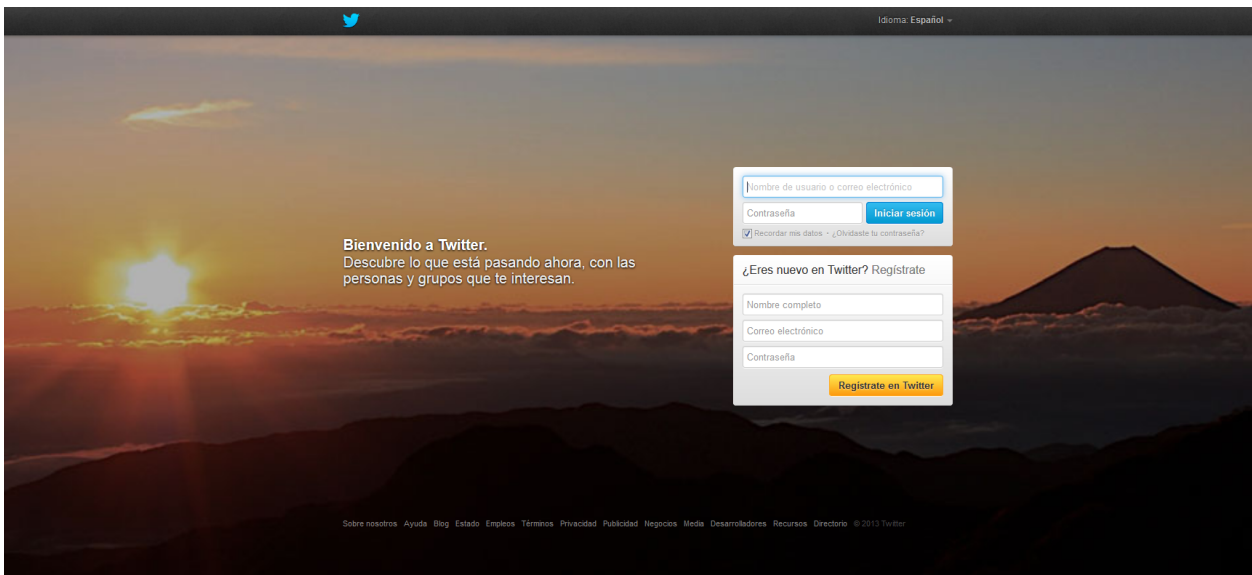 Idioma: Español
Nombre de usuario o correo electrónico
Contraseña
Iniciar sesión
Recordar mis datos · ¿Olvidaste tu contraseña?
Bienvenido a Twitter.
Descubre lo que está pasando ahora, con las
personas y grupos que te interesan.
¿Eres nuevo en Twitter? Regístrate
Nombre completo
Correo electrónico
Contraseña
Regístrate en Twitter
Sobre nosotros Ayuda Blog Estado Empleos Términos Privacidad Publicidad Negocios Media Desarrolladores Recursos Directorio © 2013 Twitter